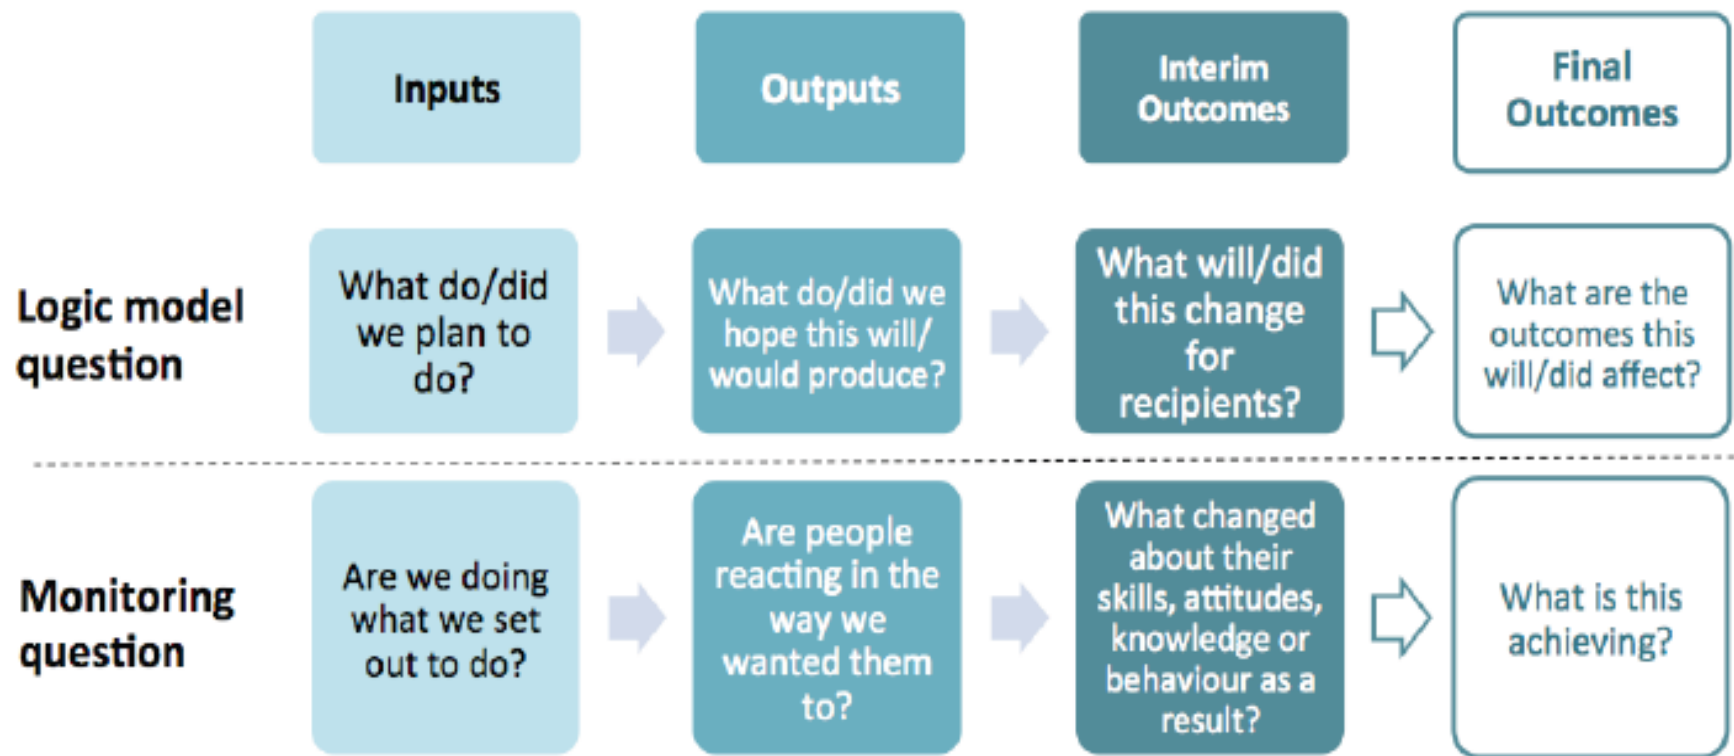 Inputs
Outputs
Interim
Outcomes
Final
Outcomes
Logic model
question
What do/did
we plan to
do?
What do/did we
hope this will/
would produce?
What will/did
this change
for
recipients?
What are the
outcomes this
will/did affect?
Monitoring
question
Are we doing
what we set
out to do?
Are people
reacting in the
way we
wanted them
to?
What changed
about their
skills, attitudes,
knowledge or
behaviour as a
result?
What is this
achieving?